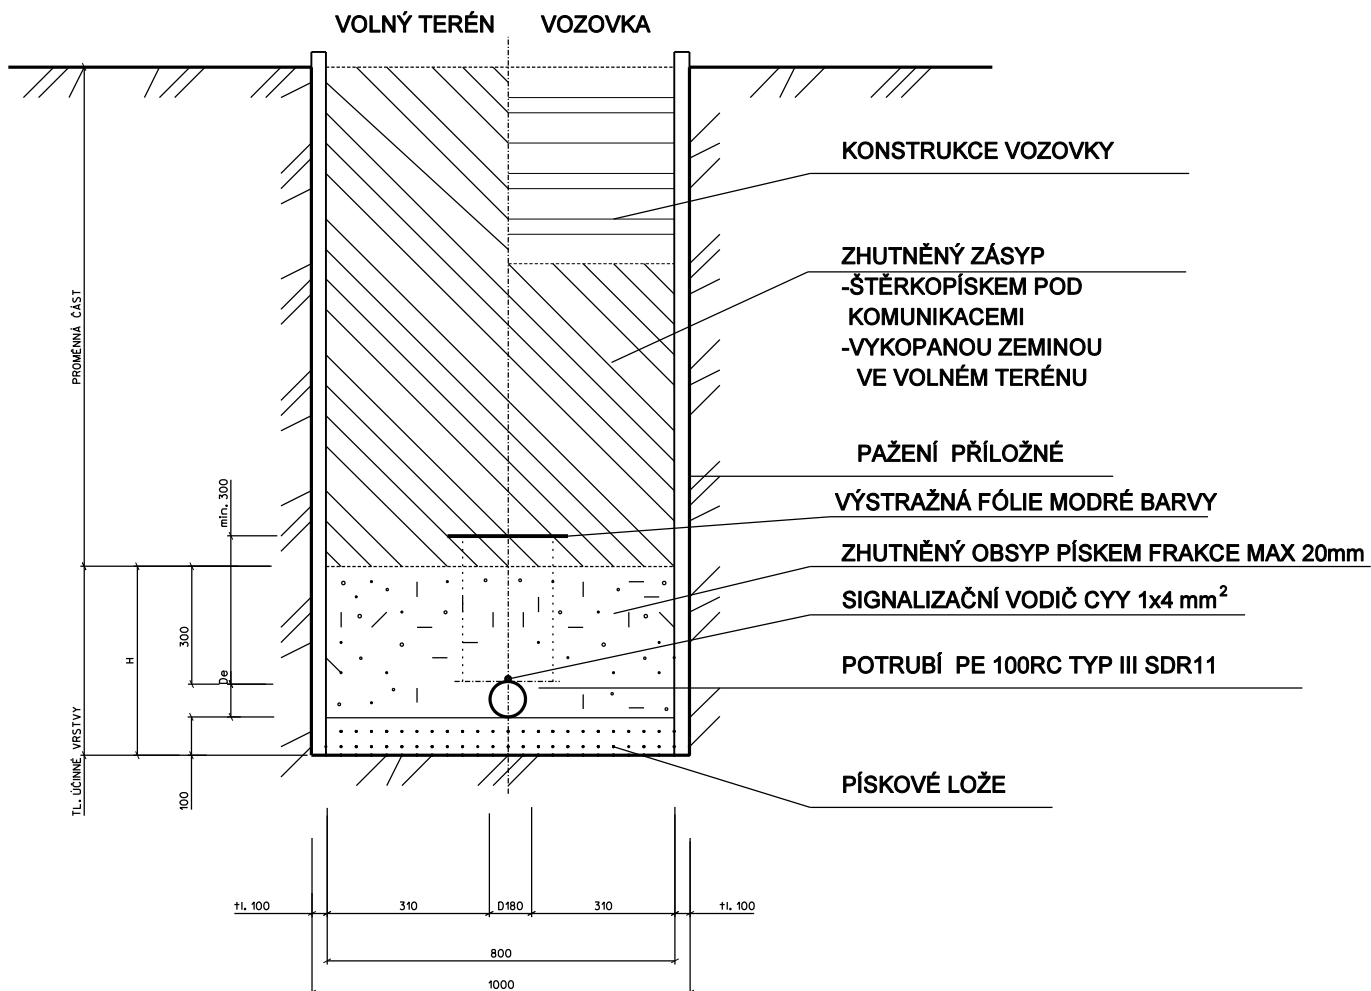 VOLNÝ TERÉN VOZOVKA
KONSTRUKCE VOZOVKY
ZHUTNĚNÝ ZÁSYP
-ŠTĚRKOPÍSKEM POD
KOMUNIKACEMI
-VYKOPANOU ZEMINOU
VE VOLNÉM TERÉNU
PAŽENÍ PŘÍLOŽNÉ
VÝSTRAŽNÁ FÓLIE MODRÉ BARVY
ZHUTNĚNÝ OBSYP PÍSKEM FRAKCE MAX 20mm
SIGNALIZAČNÍ VODIČ CYY 1x4 mm²
POTRUBÍ PE 100RC TYP III SDR11
PÍSKOVÉ LOŽE
PROMĚNNÁ ČÁST
min. 300
H
300
De
TL. ÚČINNÉ VRSTVY
100
tl. 100 310 D180 310 tl. 100
800
1000